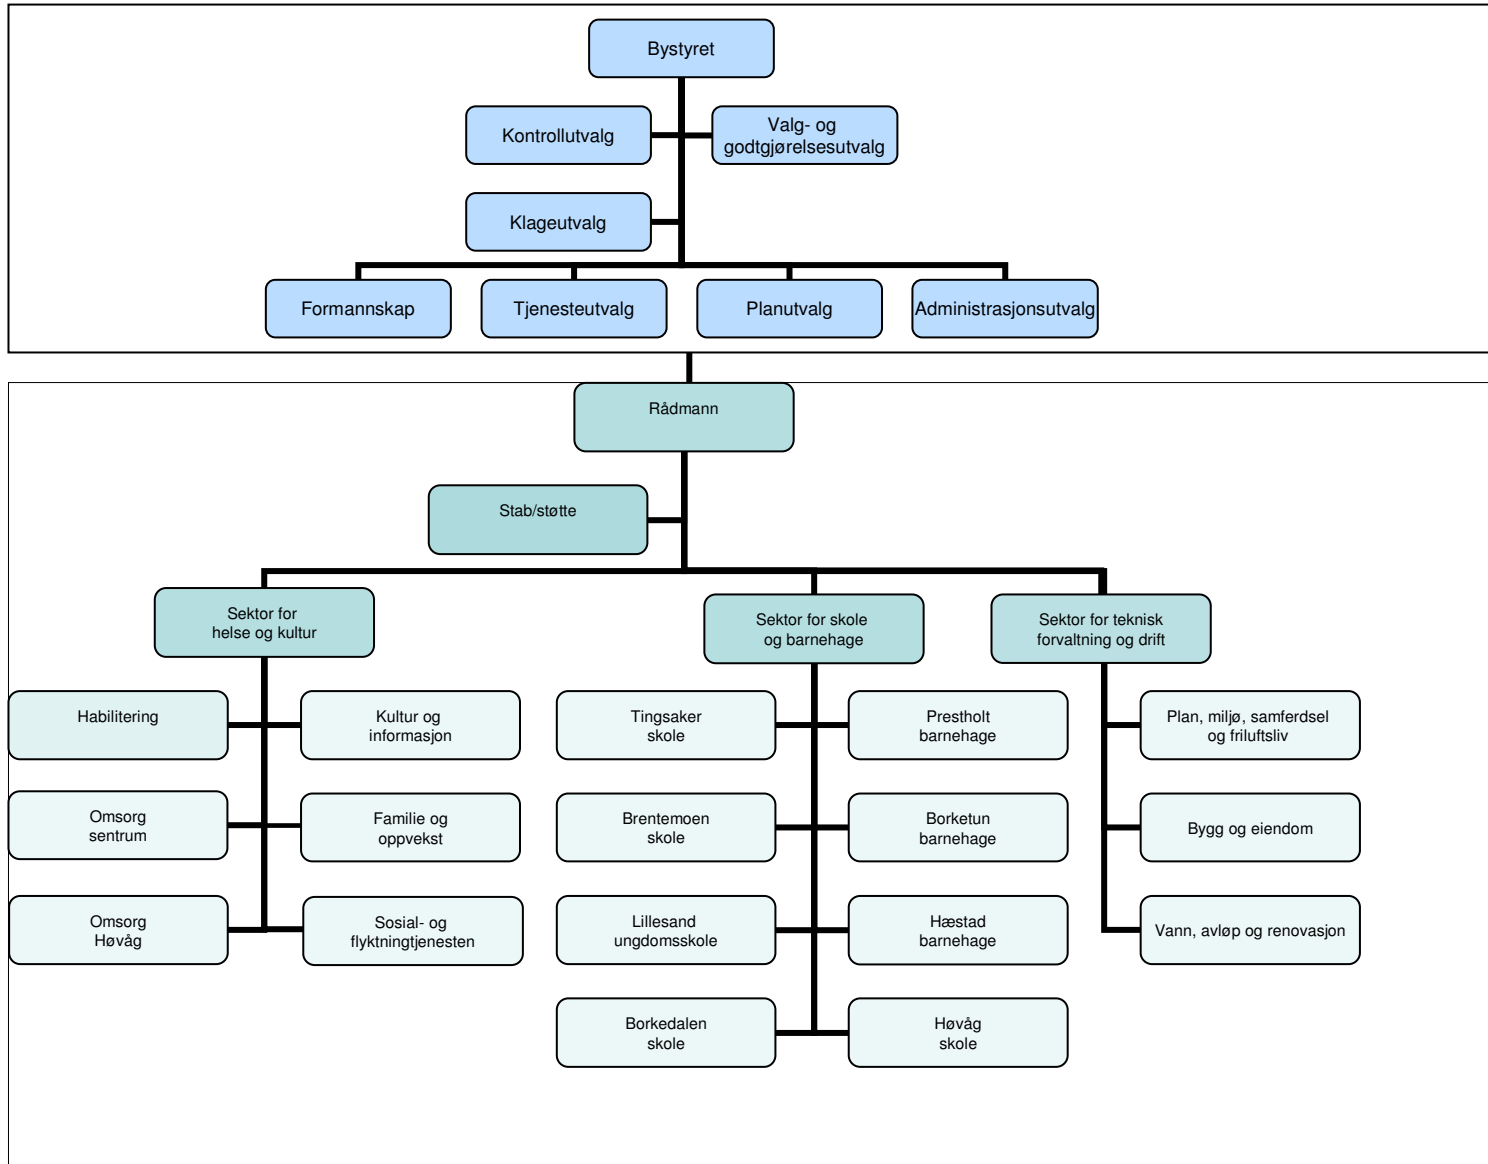 Bystyret
Kontrollutvalg
Valg- og
godtgjørelsesutvalg
Klageutvalg
Formannskap
Tjenesteutvalg
Planutvalg
Administrasjonsutvalg
Rådmann
Stab/støtte
Sektor for
helse og kultur
Sektor for skole
og barnehage
Sektor for teknisk
forvaltning og drift
Habilitering
Kultur og
informasjon
Tingsaker
skole
Prestholt
barnehage
Plan, miljø, samferdsel
og friluftsliv
Omsorg
sentrum
Familie og
oppvekst
Brentemoen
skole
Borketun
barnehage
Bygg og eiendom
Omsorg
Høvåg
Sosial- og
flyktningtjenesten
Lillesand
ungdomsskole
Hæstad
barnehage
Vann, avløp og renovasjon
Borkedalen
skole
Høvåg
skole